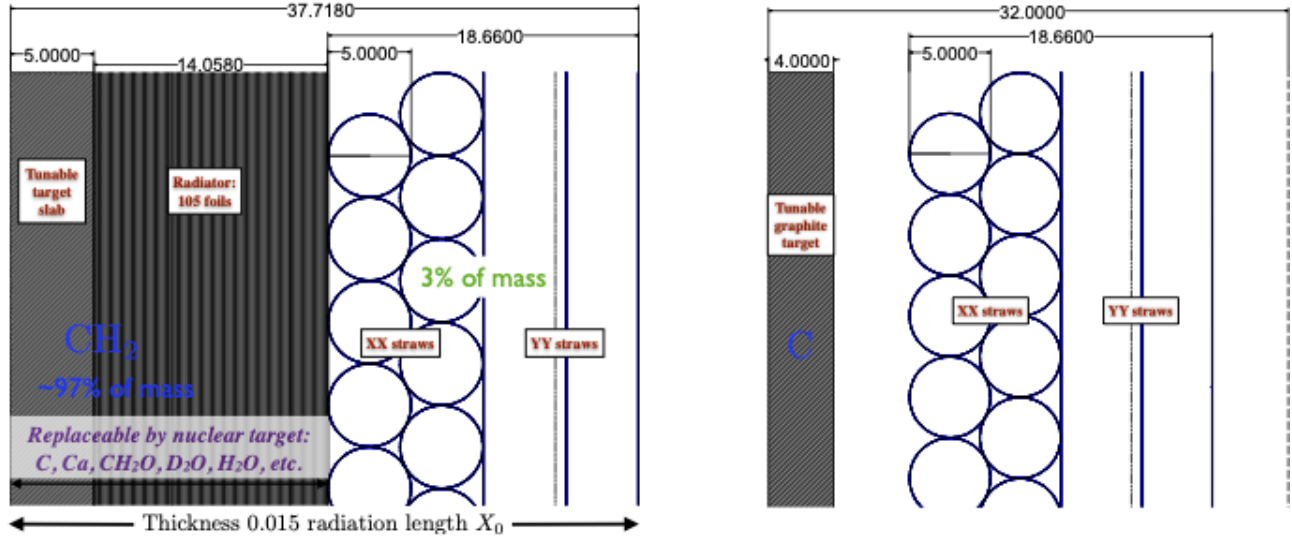 37.7180
18.6600
5.0000
5.0000
14.0580
Tunable
target
slab
Radiator:
105 foils
3% of mass
XX straws
YY straws
CH₂
~97% of mass
Replaceable by nuclear target:
C, Ca, CH₂O, D₂O, H₂O, etc.
Thickness 0.015 radiation length X₀
32.0000
18.6600
5.0000
4.0000
Tunable
graphite
target
XX straws
YY straws
C